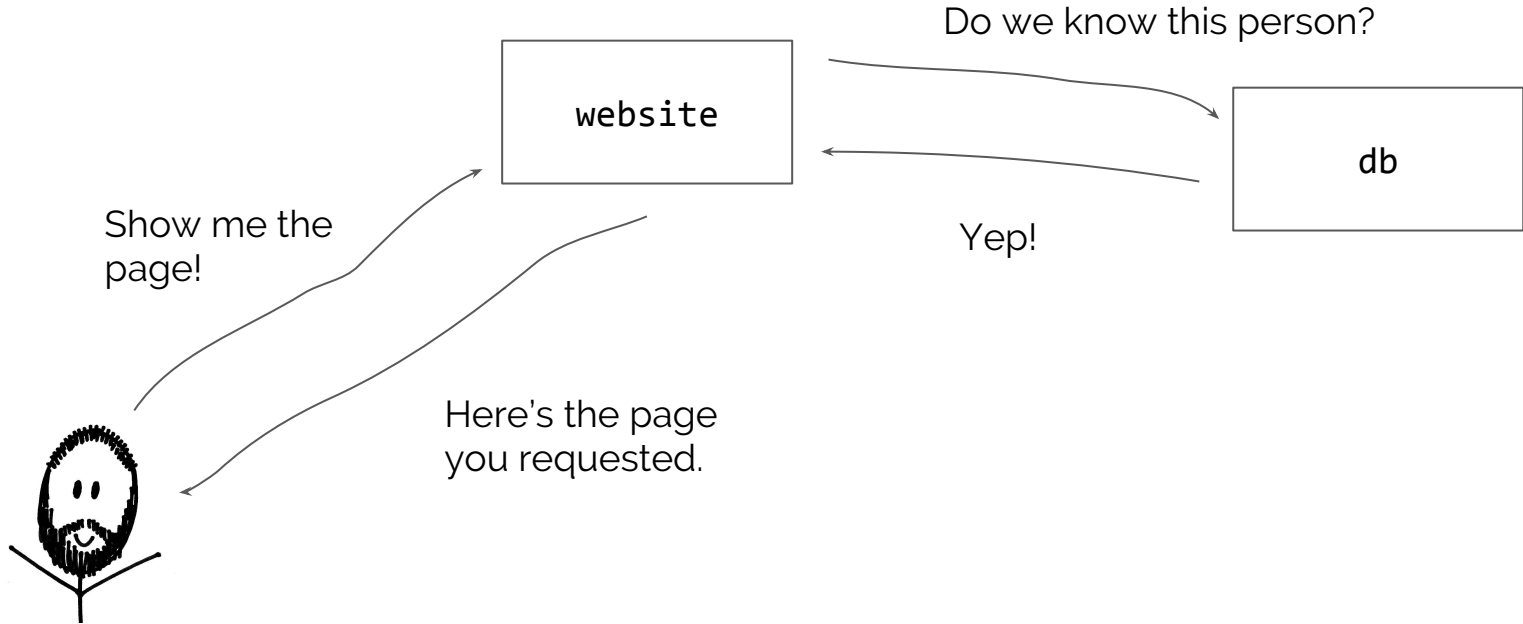 Do we know this person?
website
db
Show me the
page!
Yep!
Here's the page
you requested.